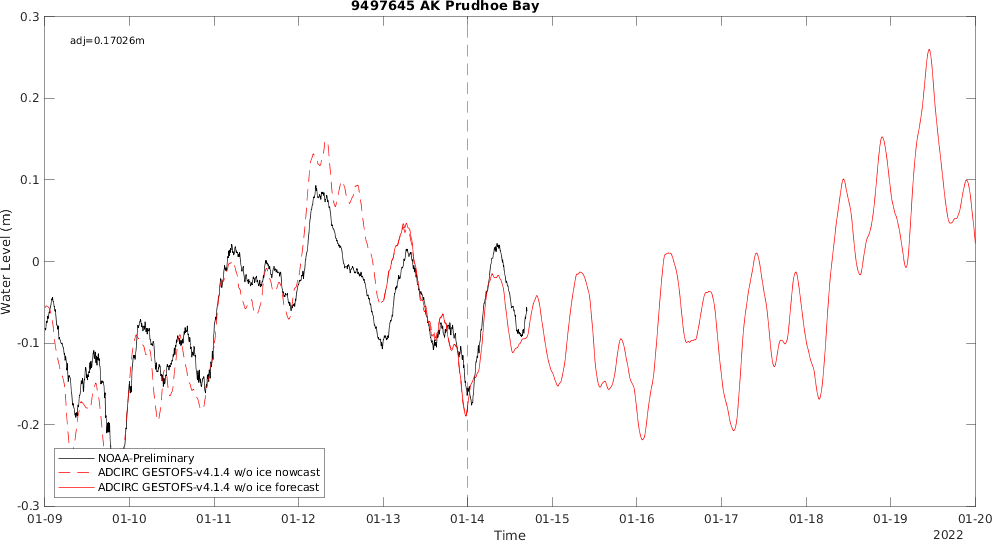 9497645 AK Prudhoe Bay
adj=0.17026m
0.3
0.2
0.1
0
-0.1
-0.2
-0.3
Water Level (m)
NOAA-Preliminary
ADCIRC GESTOFS-v4.1.4 w/o ice nowcast
ADCIRC GESTOFS-v4.1.4 w/o ice forecast
01-09 01-10 01-11 01-12 01-13 01-14 01-15 01-16 01-17 01-18 01-19 01-20
Time
2022